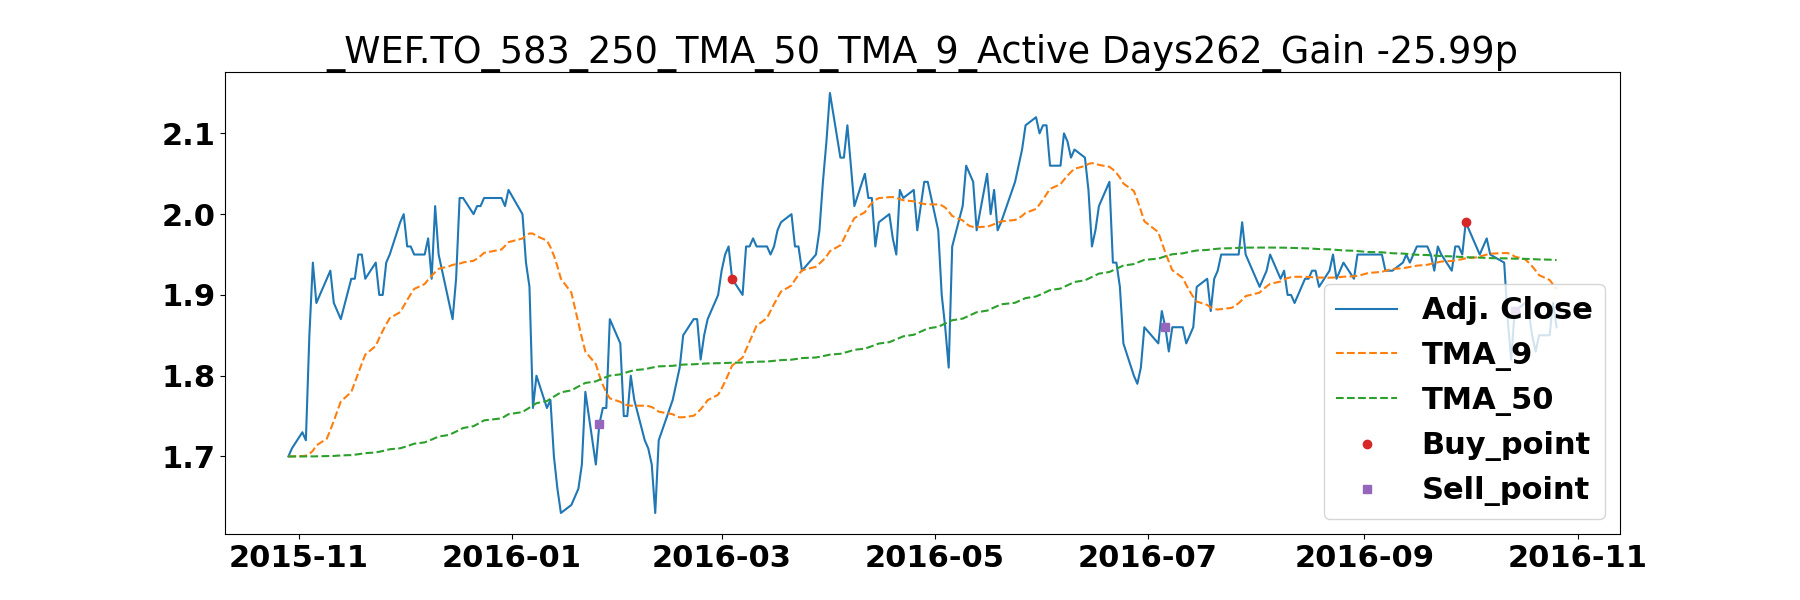 _WEF.TO_583_250_TMA_50_TMA_9_Active Days262_Gain -25.99p
2.1
2.0
1.9
1.8
1.7
Adj. Close
TMA_9
TMA_50
Buy_point
Sell_point
2015-11 2016-01 2016-03 2016-05 2016-07 2016-09 2016-11